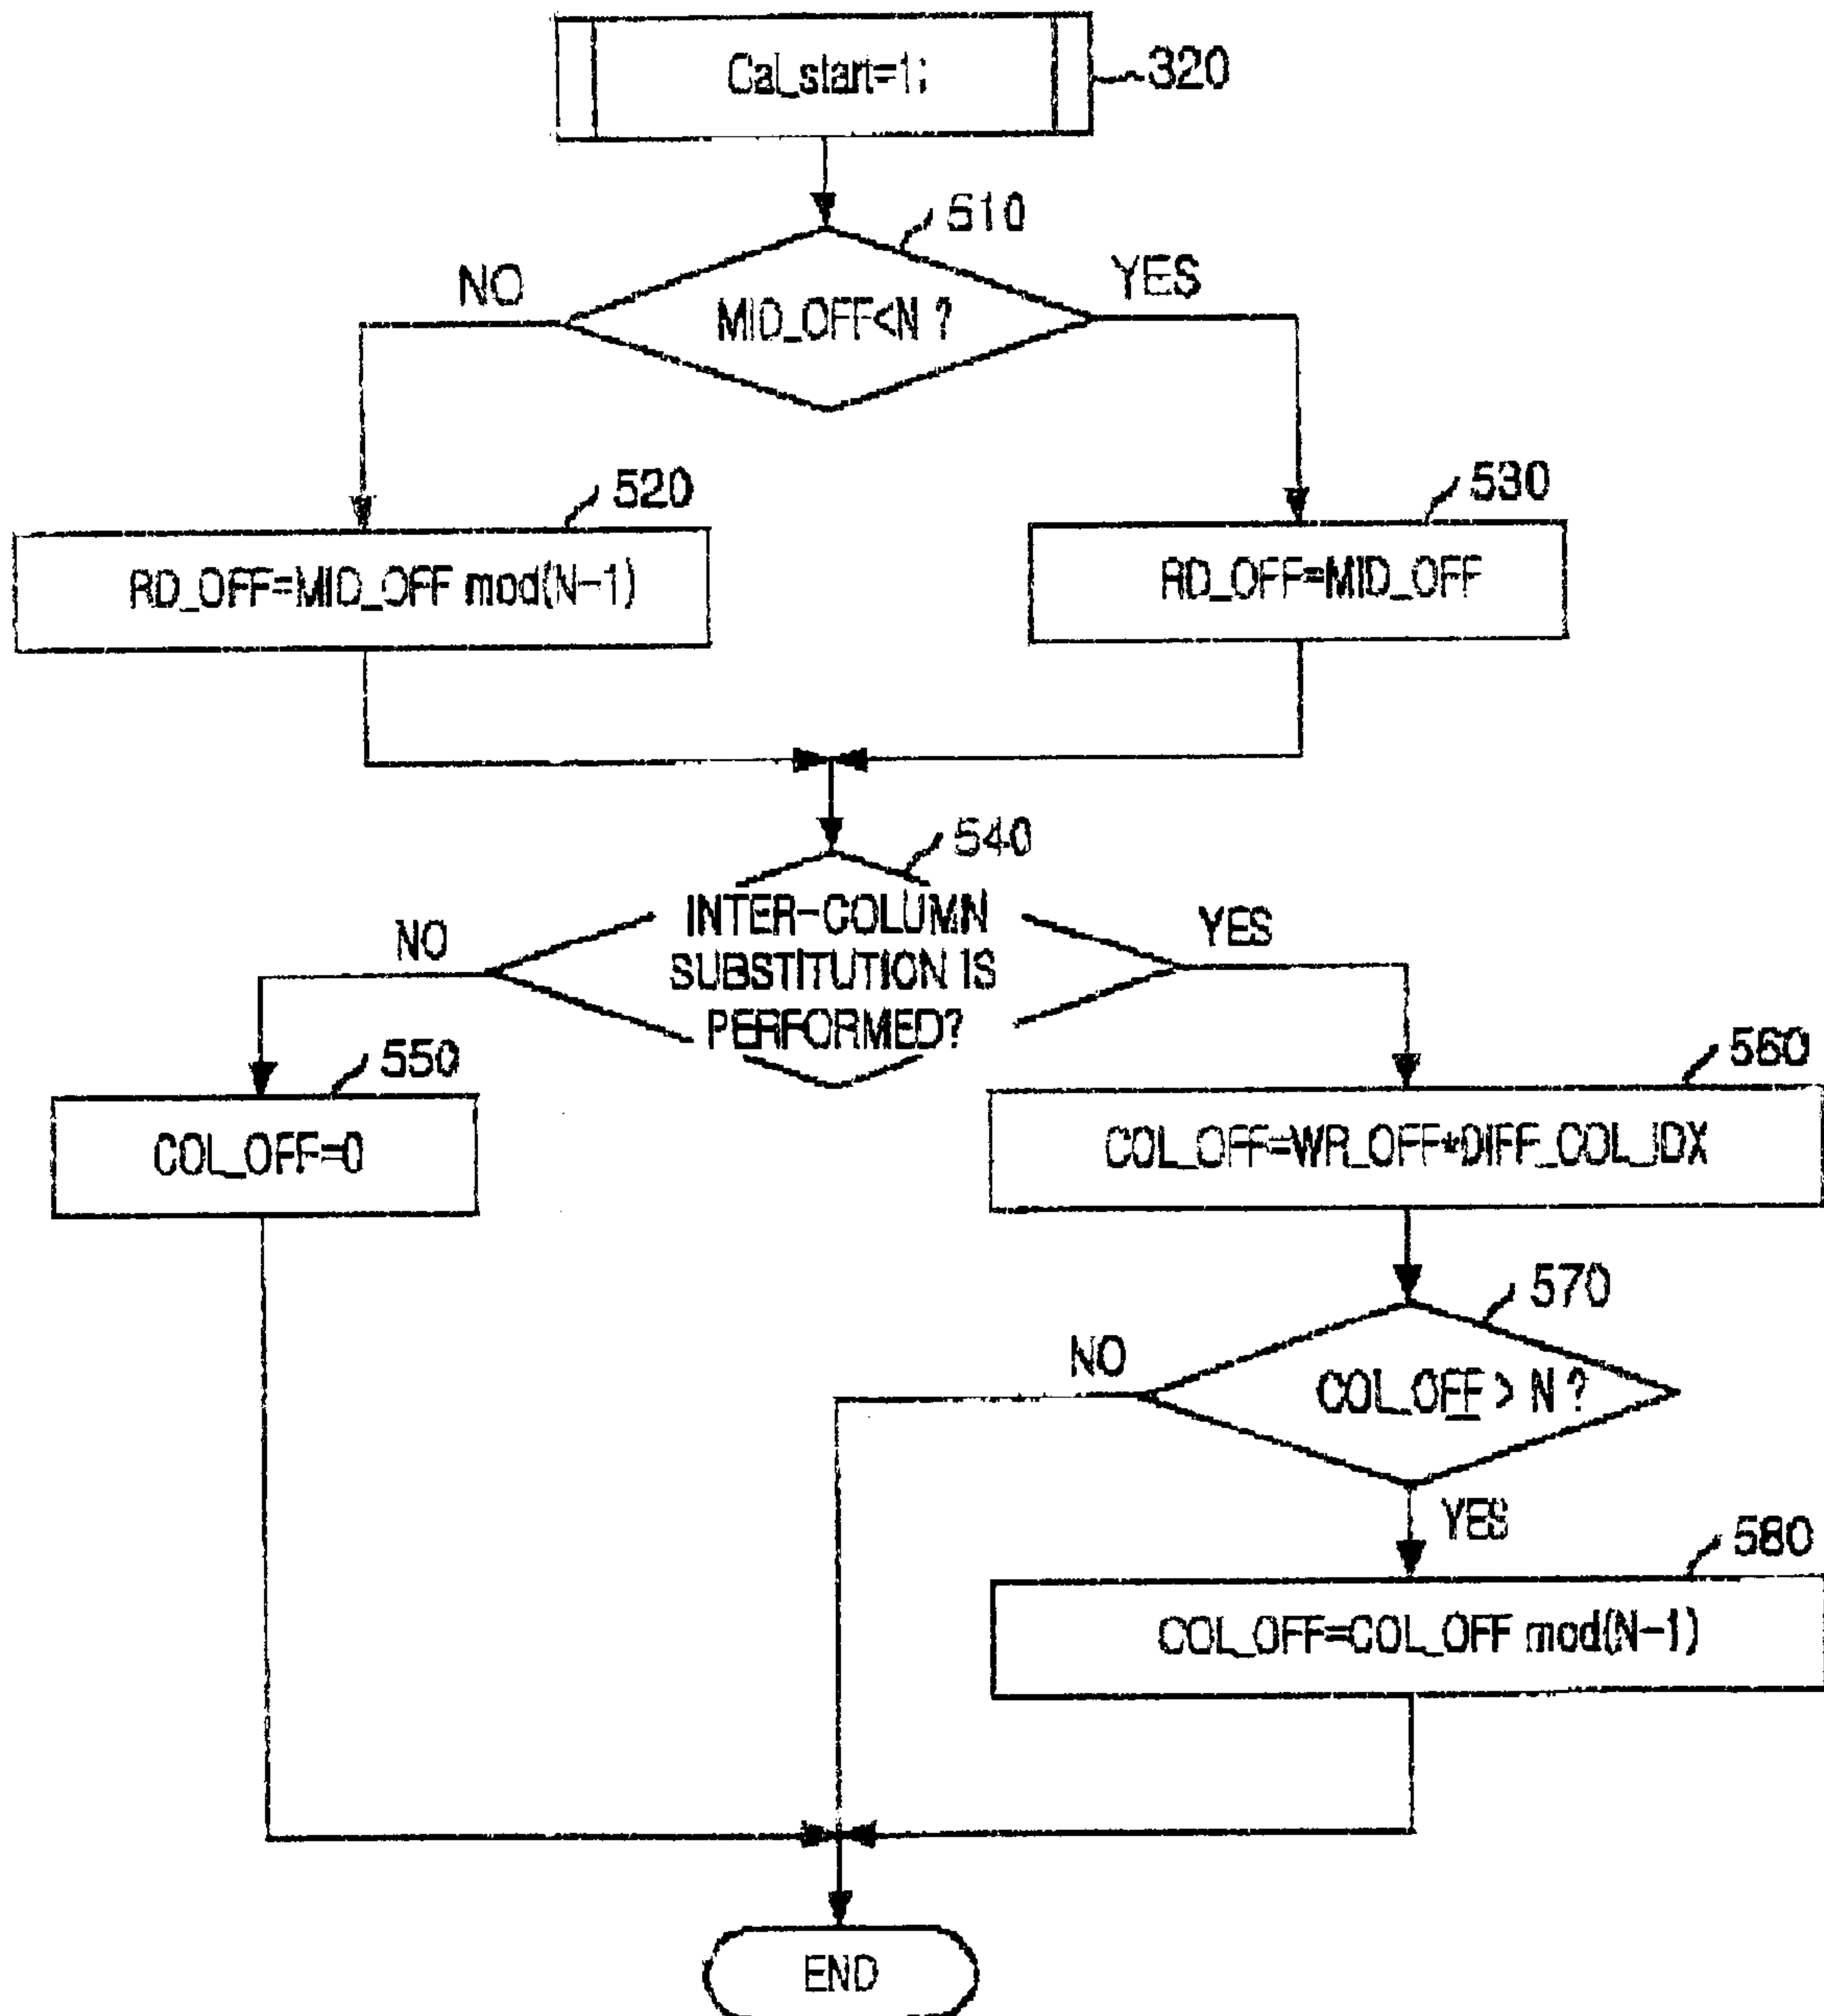 Cal_start=1;
320
510
NO
YES
MID_OFF<N ?
520
530
RD_OFF=MID_OFF mod(N-1)
RD_OFF=MID_OFF
540
INTER-COLUMN
SUBSTITUTION IS
PERFORMED?
NO
YES
550
560
COL_OFF=0
COL_OFF=WR_OFF*DIFF_COL_IDX
570
NO
COL_OFF > N ?
YES
580
COL_OFF=COL_OFF mod(N-1)
END